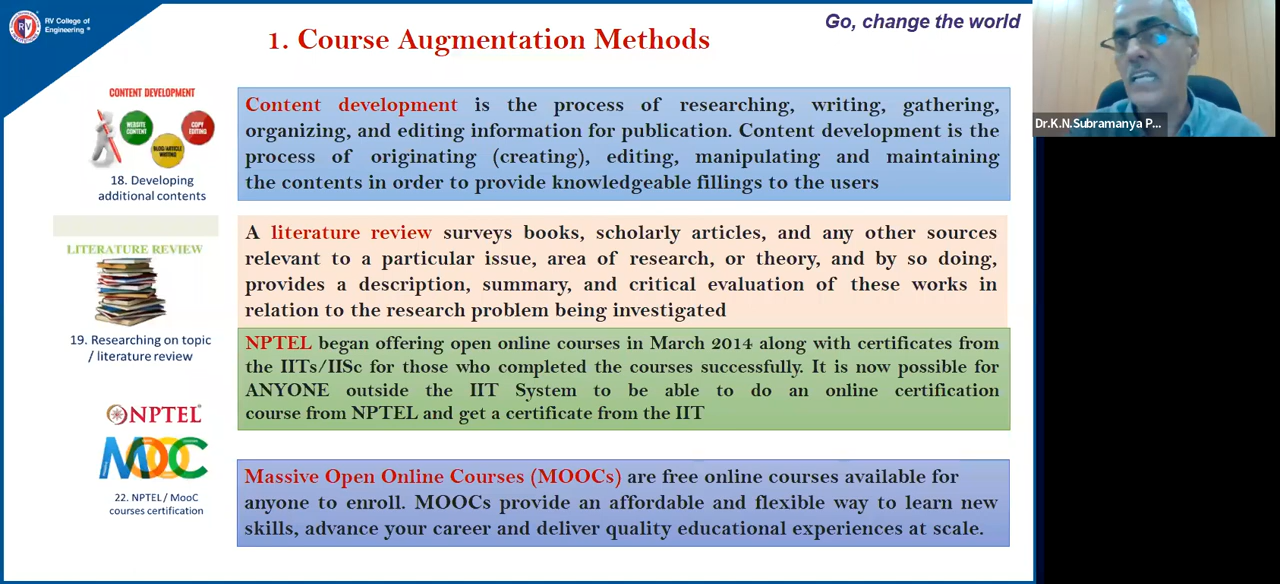 RV College of
Engineering
Go, change the world
1. Course Augmentation Methods
CONTENT DEVELOPMENT
WEBSITE
CONTENT
COPY
EDITING
BLOG/ARTICLE
WRITING
18. Developing
additional contents
Content development is the process of researching, writing, gathering,
organizing, and editing information for publication. Content development is the
process of originating (creating), editing, manipulating and maintaining
the contents in order to provide knowledgeable fillings to the users
LITERATURE REVIEW
19. Researching on topic
/ literature review
A literature review surveys books, scholarly articles, and any other sources
relevant to a particular issue, area of research, or theory, and by so doing,
provides a description, summary, and critical evaluation of these works in
relation to the research problem being investigated
NPTEL began offering open online courses in March 2014 along with certificates from
the IITs/IISc for those who completed the courses successfully. It is now possible for
ANYONE outside the IIT System to be able to do an online certification
course from NPTEL and get a certificate from the IIT
NPTEL
MOOC
22. NPTEL / MooC
courses certification
Massive Open Online Courses (MOOCs) are free online courses available for
anyone to enroll. MOOCs provide an affordable and flexible way to learn new
skills, advance your career and deliver quality educational experiences at scale.
Dr.K.N.Subramanya P...